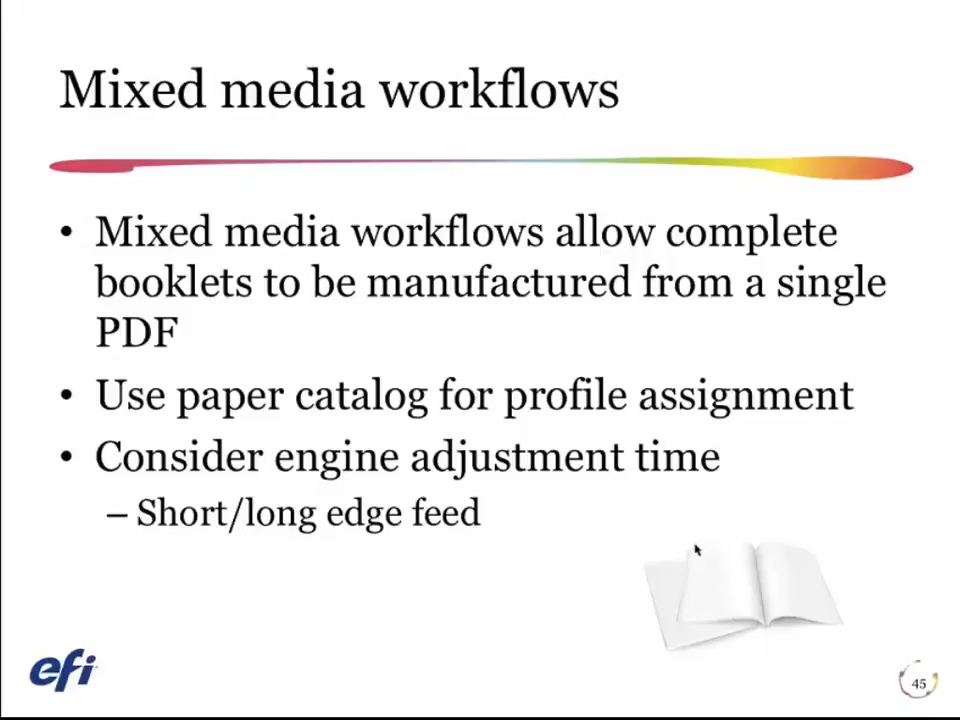 Mixed media workflows
• Mixed media workflows allow complete
booklets to be manufactured from a single
PDF
• Use paper catalog for profile assignment
• Consider engine adjustment time
– Short/long edge feed
efi
45